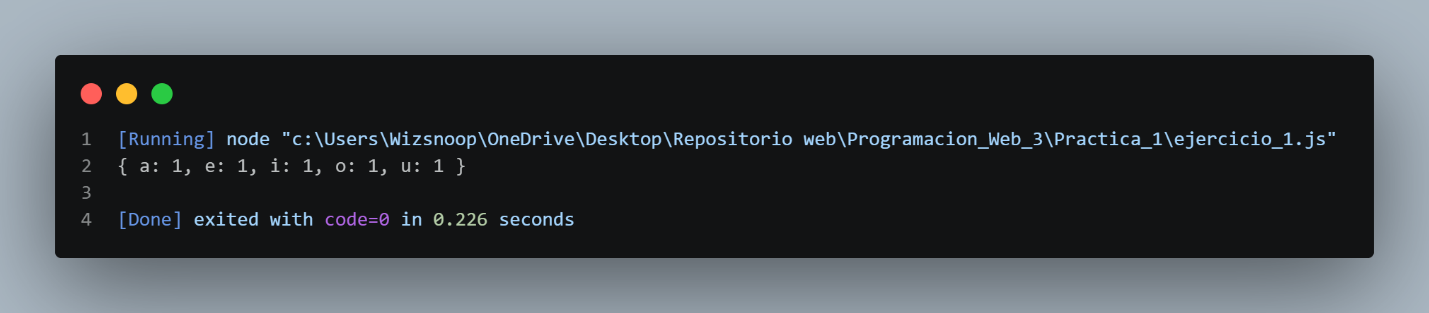 1 [Running] node "c:\Users\Wizsnoop\OneDrive\Desktop\Repositorio web\Programacion_Web_3\Practica_1\ejercicio_1.js"
2 { a: 1, e: 1, i: 1, o: 1, u: 1 }
3
4 [Done] exited with code=0 in 0.226 seconds